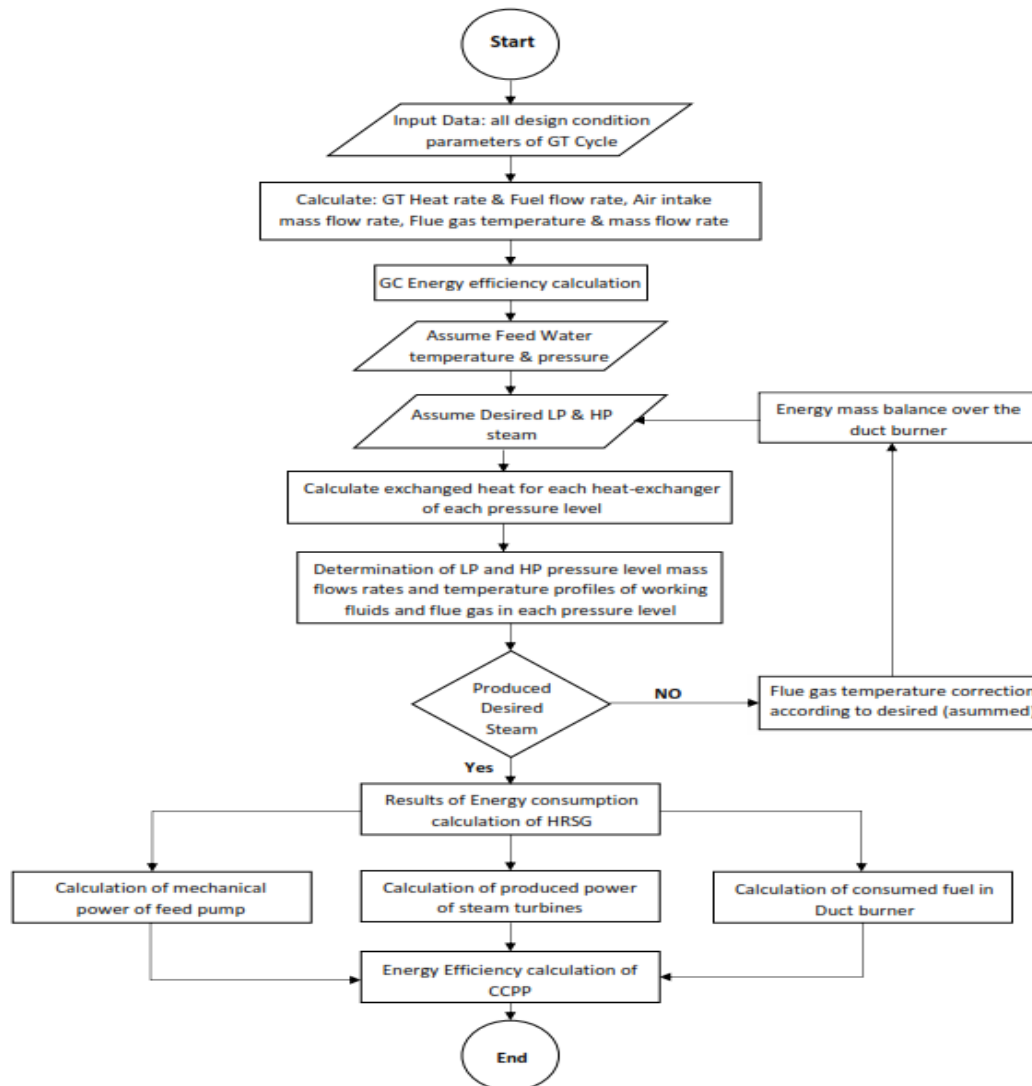 Start
Input Data: all design condition
parameters of GT Cycle
Calculate: GT Heat rate & Fuel flow rate, Air intake
mass flow rate, Flue gas temperature & mass flow rate
GC Energy efficiency calculation
Assume Feed Water
temperature & pressure
Assume Desired LP & HP
steam
Energy mass balance over the
duct burner
Calculate exchanged heat for each heat-exchanger
of each pressure level
Determination of LP and HP pressure level mass
flows rates and temperature profiles of working
fluids and flue gas in each pressure level
Produced
Desired
Steam
NO
Flue gas temperature correction
according to desired (asummed)
Yes
Results of Energy consumption
calculation of HRSG
Calculation of mechanical
power of feed pump
Calculation of produced power
of steam turbines
Calculation of consumed fuel in
Duct burner
Energy Efficiency calculation of
CCPP
End